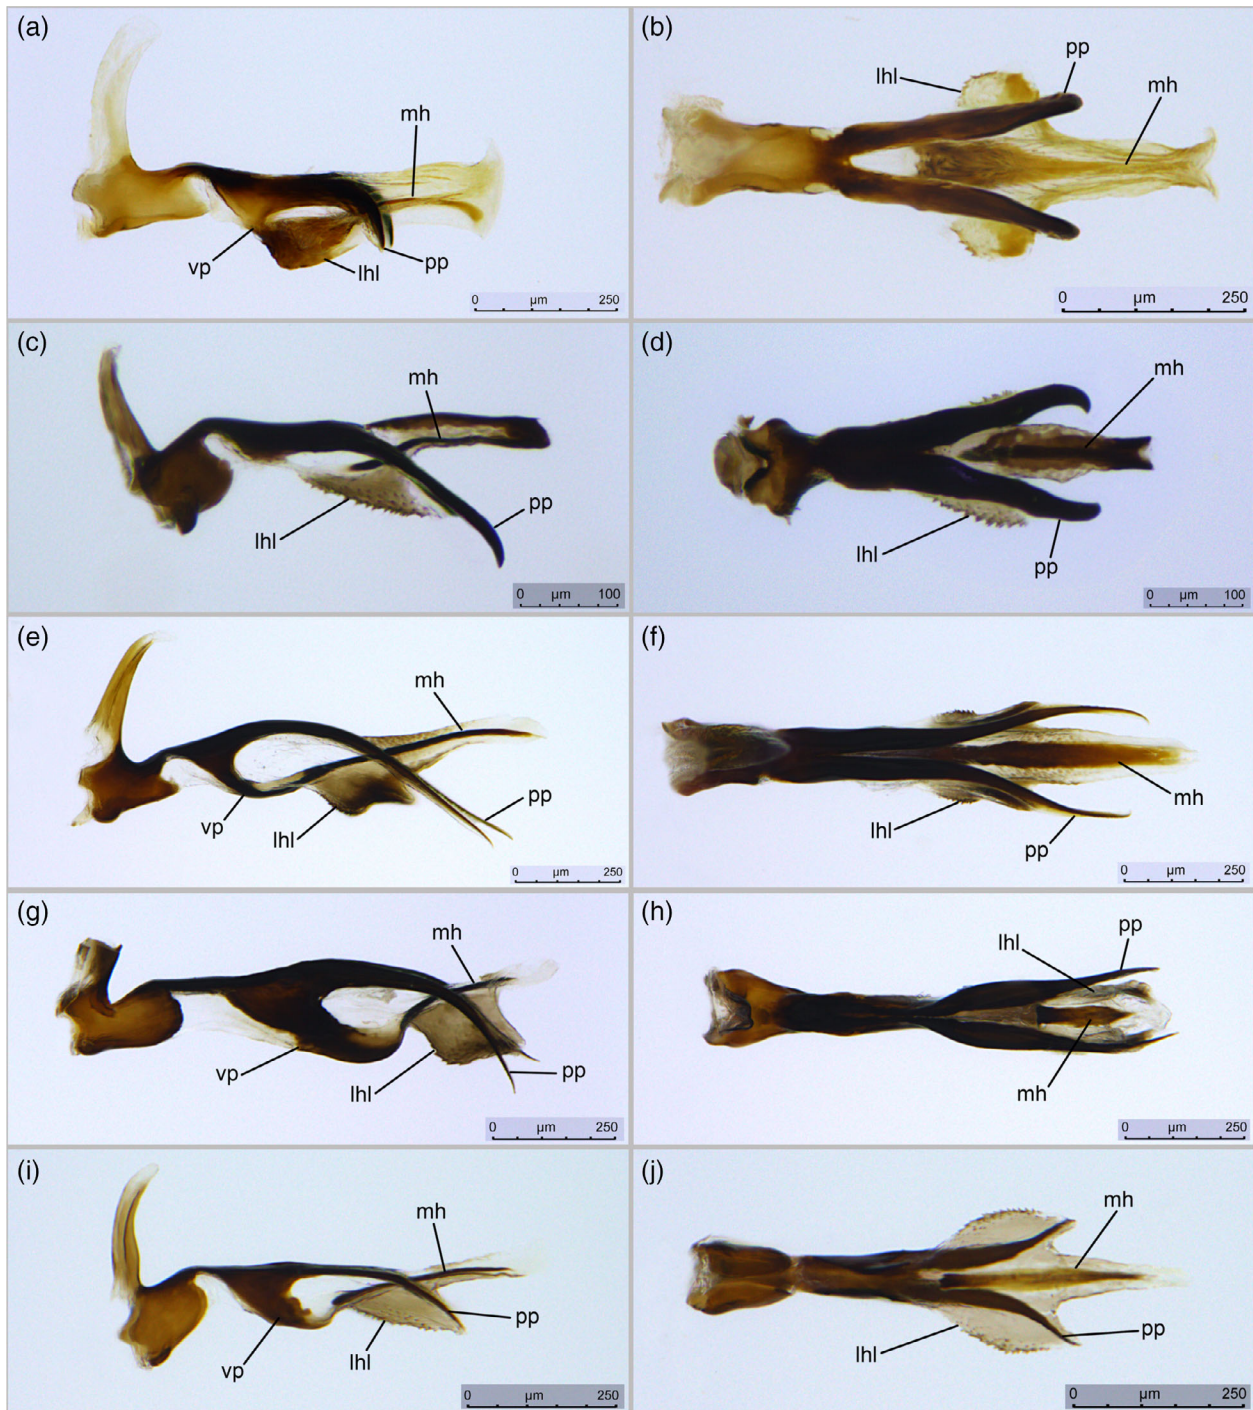 (a)
mh
vp
lhl
pp
0 µm 250
(b)
lhl
pp
mh
0 µm 250
(c)
mh
lhl
pp
0 µm 100
(d)
mh
lhl
pp
0 µm 100
(e)
mh
vp
lhl
pp
0 µm 250
(f)
lhl
mh
pp
0 µm 250
(g)
mh
vp
lhl
pp
0 µm 250
(h)
lhl
pp
mh
0 µm 250
(i)
mh
vp
lhl
pp
0 µm 250
(j)
mh
lhl
pp
0 µm 250